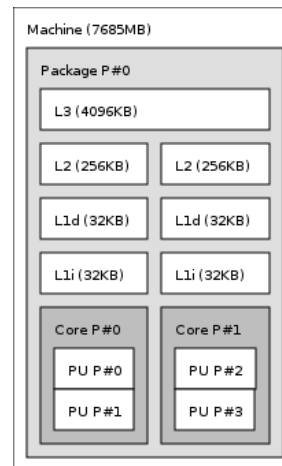 Machine (7685MB)
Package P#0
L3 (4096KB)
L2 (256KB) L2 (256KB)
L1d (32KB) L1d (32KB)
L1i (32KB) L1i (32KB)
Core P#0 Core P#1
PU P#0 PU P#2
PU P#1 PU P#3